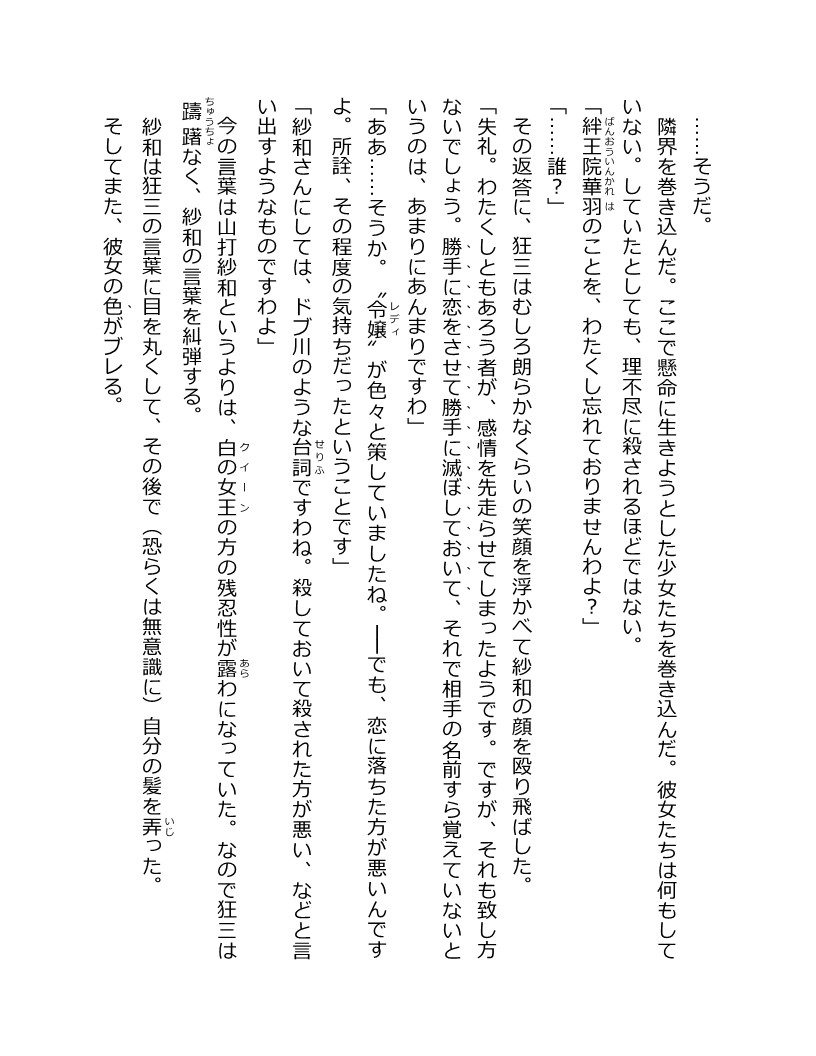 ……そうだ。
隣界を巻き込んだ。ここで懸命に生きようとした少女たちを巻き込んだ。彼女たちは何もして
いない。していたとしても、理不尽に殺されるほどではない。
「絆王院華羽のことを、わたくし忘れておりませんわよ？」
「……誰？」
その返答に、狂三はむしろ朗らかなくらいの笑顔を浮かべて紗和の顔を殴り飛ばした。
「失礼。わたくしともあろう者が、感情を先走らせてしまったようです。ですが、それも致し方
ないでしょう。勝手に恋をさせて勝手に滅ぼしておいて、それで相手の名前すら覚えていないと
いうのは、あまりにあんまりですわ」
「ああ……そうか。〝令嬢〟が色々と策していましたね。――でも、恋に落ちた方が悪いんです
よ。所詮、その程度の気持ちだったということです」
「紗和さんにしては、ドブ川のような台詞ですわね。殺しておいて殺された方が悪い、などと言
い出すようなものですわよ」
今の言葉は山打紗和というよりは、白の女王の方の残忍性が露わになっていた。なので狂三は
躊躇なく、紗和の言葉を糾弾する。
紗和は狂三の言葉に目を丸くして、その後で（恐らくは無意識に）自分の髪を弄った。
そしてまた、彼女の色がブレる。